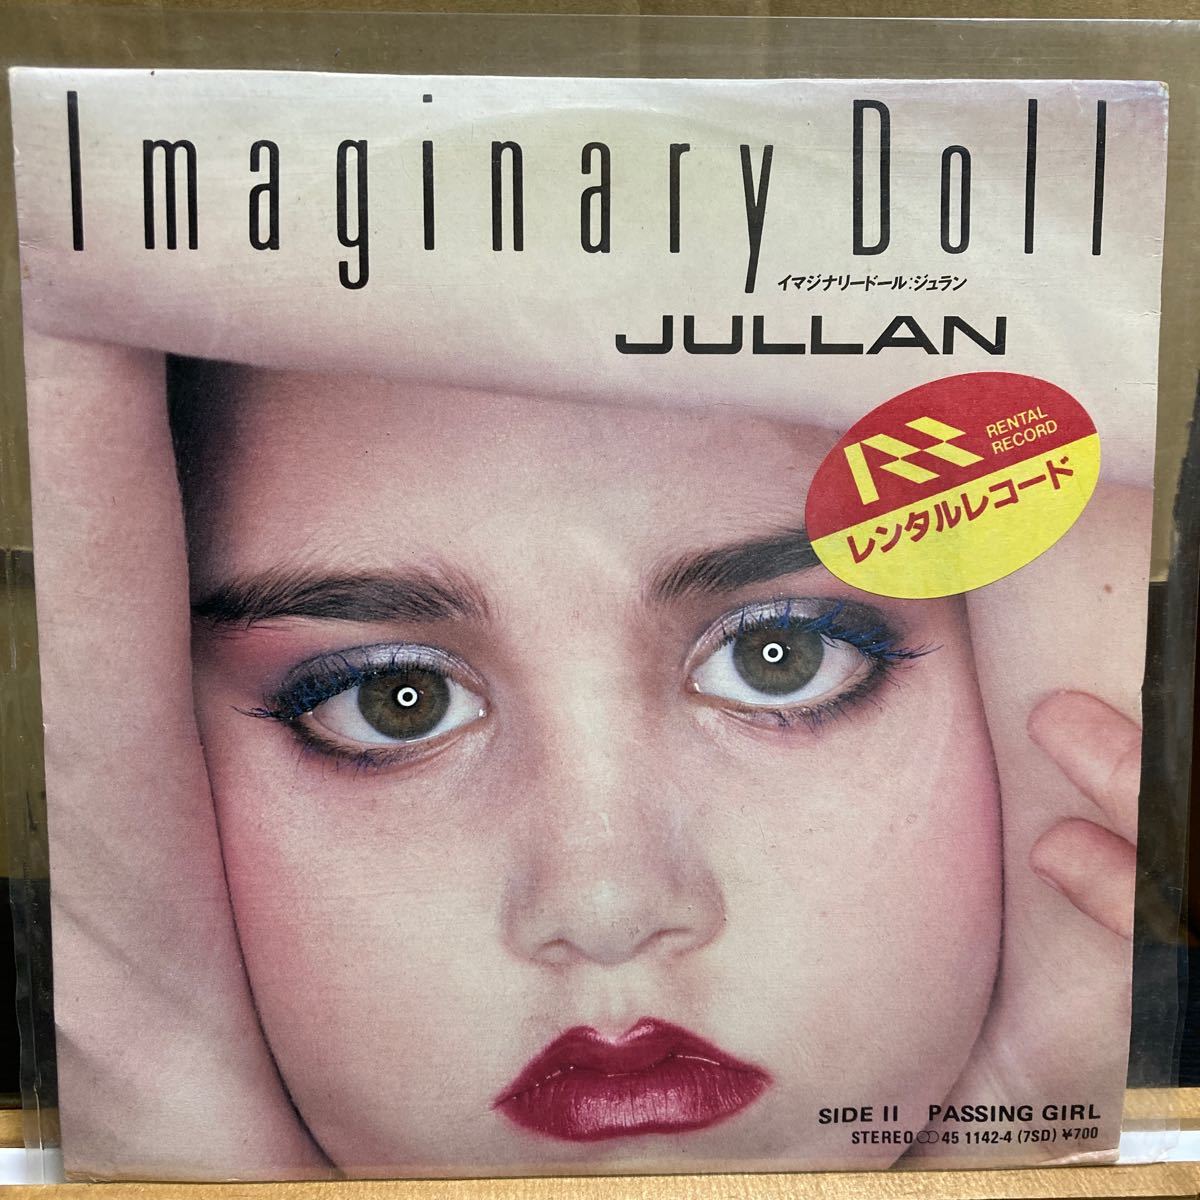 Imaginary Doll
イマジナリードール:ジュラン
JULLAN
RENTAL
RECORD
レンタルレコード
SIDE II PASSING GIRL
STEREO 45 1142-4 (7SD) ¥700